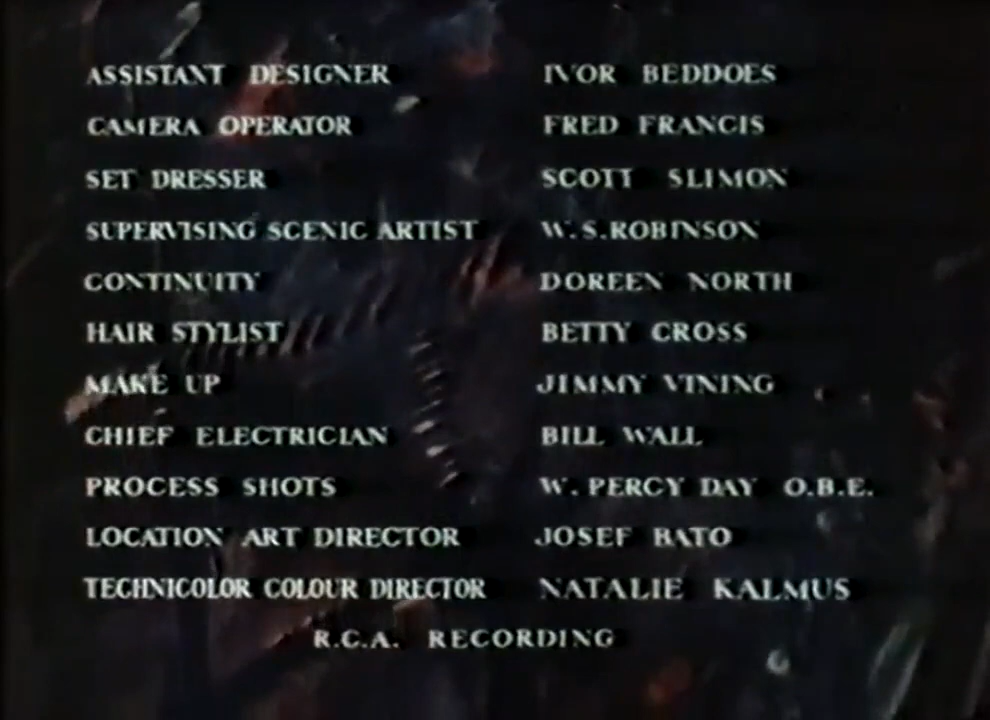 ASSISTANT DESIGNER IVOR BEDDOES
CAMERA OPERATOR FRED FRANCIS
SET DRESSER SCOTT SLIMON
SUPERVISING SCENIC ARTIST W.S.ROBINSON
CONTINUITY DOREEN NORTH
HAIR STYLIST BETTY CROSS
MAKE UP JIMMY VINING
CHIEF ELECTRICIAN BILL WALL
PROCESS SHOTS W. PERCY DAY O.B.E.
LOCATION ART DIRECTOR JOSEF BATO
TECHNICOLOR COLOUR DIRECTOR NATALIE KALMUS
R.C.A. RECORDING